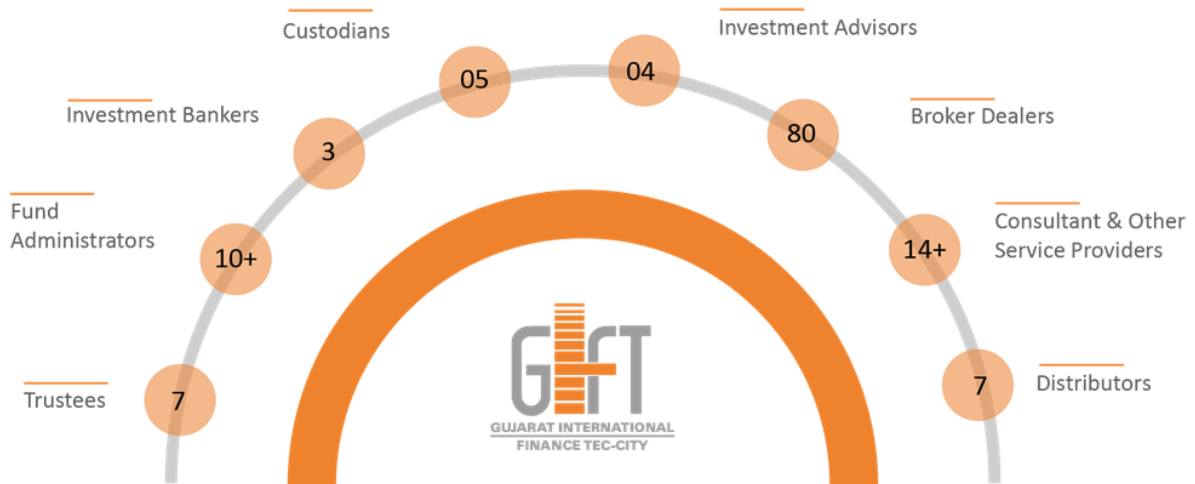 Custodians
05
Investment Advisors
04
Investment Bankers
3
Broker Dealers
80
Fund
Administrators
10+
Consultant & Other
Service Providers
14+
Trustees
7
Distributors
7
GIFT
GUJARAT INTERNATIONAL
FINANCE TEC-CITY